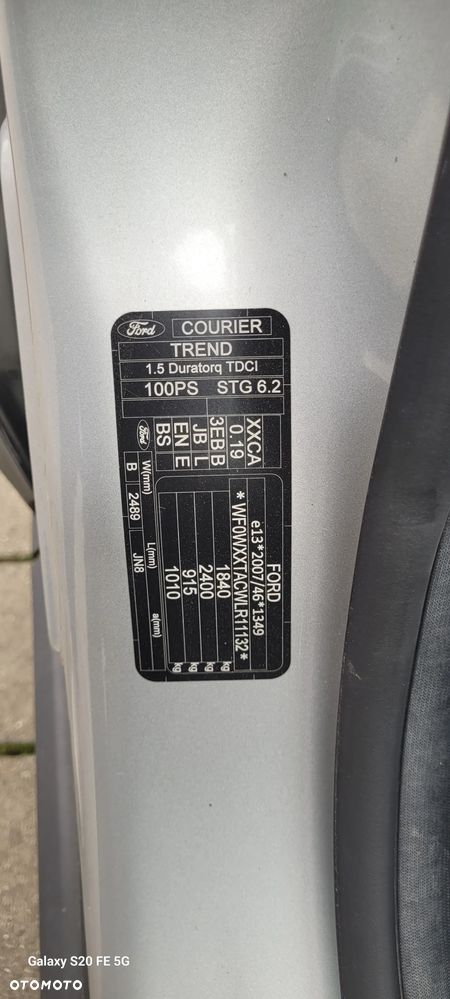 Ford COURIER
TREND
1.5 Duratorq TDCI
100PS STG 6.2
FORD
e13*2007/46*1349
*WF0WXXTACWLR11132*
1840 kg
2400 kg
915 kg
1010 kg
XXCA
0.19
3EBB
JB L
EN E
BS
Ford
W(mm) L(mm) a(mm)
B 2489 JN8
Galaxy S20 FE 5G
OTOMOTO